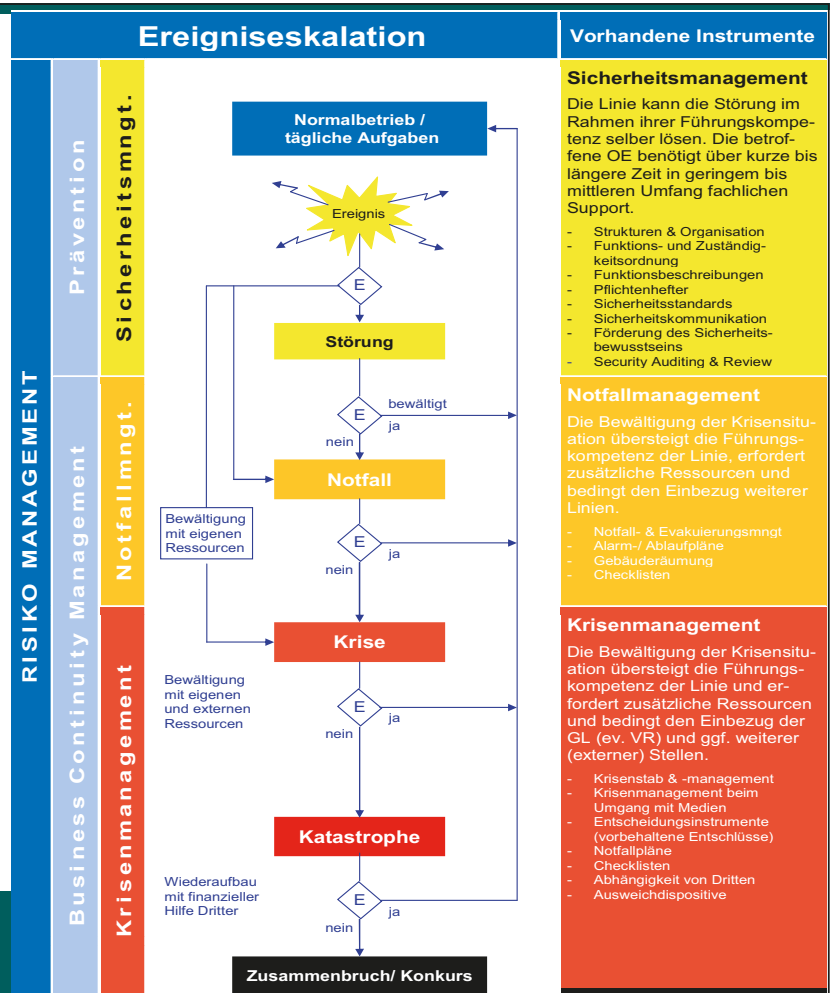 Ereigniseskalation
Vorhandene Instrumente
RISIKO MANAGEMENT
Prävention
Business Continuity Management
Sicherheitsmngt.
Notfallmngt.
Krisenmanagement
Normalbetrieb /
tägliche Aufgaben
Ereignis
E
Störung
bewältigt
E
ja
nein
Notfall
Bewältigung
mit eigenen
Ressourcen
E
ja
nein
Krise
Bewältigung
mit eigenen
und externen
Ressourcen
E
ja
nein
Katastrophe
Wiederaufbau
mit finanzieller
Hilfe Dritter
E
ja
nein
Zusammenbruch/ Konkurs
Sicherheitsmanagement
Die Linie kann die Störung im
Rahmen ihrer Führungskompe-
tenz selber lösen. Die betrof-
fene OE benötigt über kurze bis
längere Zeit in geringem bis
mittleren Umfang fachlichen
Support.
- Strukturen & Organisation
- Funktions- und Zuständig-
keitsordnung
- Funktionsbeschreibungen
- Pflichtenhefter
- Sicherheitsstandards
- Sicherheitskommunikation
- Förderung des Sicherheits-
bewusstseins
- Security Auditing & Review
Notfallmanagement
Die Bewältigung der Krisensitu-
ation übersteigt die Führungs-
kompetenz der Linie, erfordert
zusätzliche Ressourcen und
bedingt den Einbezug weiterer
Linien.
- Notfall- & Evakuierungsmngt
- Alarm-/ Ablaufpläne
- Gebäuderäumung
- Checklisten
Krisenmanagement
Die Bewältigung der Krisensitu-
ation übersteigt die Führungs-
kompetenz der Linie und er-
fordert zusätzliche Ressourcen
und bedingt den Einbezug der
GL (ev. VR) und ggf. weiterer
(externer) Stellen.
- Krisenstab & -management
- Krisenmanagement beim
Umgang mit Medien
- Entscheidungsinstrumente
(vorbehaltene Entschlüsse)
- Notfallpläne
- Checklisten
- Abhängigkeit von Dritten
- Ausweichdispositive